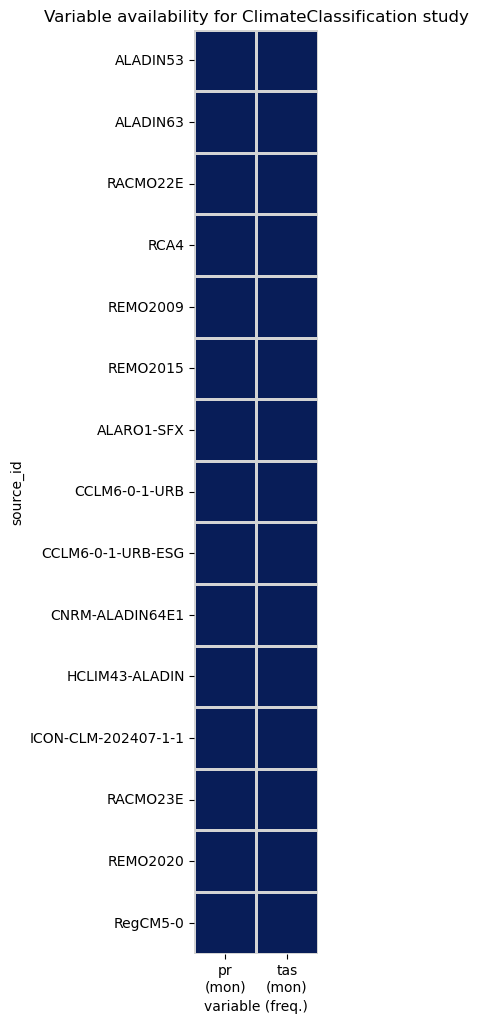 Variable availability for ClimateClassification study
source_id
ALADIN53
ALADIN63
RACMO22E
RCA4
REMO2009
REMO2015
ALARO1-SFX
CCLM6-0-1-URB
CCLM6-0-1-URB-ESG
CNRM-ALADIN64E1
HCLIM43-ALADIN
ICON-CLM-202407-1-1
RACMO23E
REMO2020
RegCM5-0
pr
(mon)
tas
(mon)
variable (freq.)